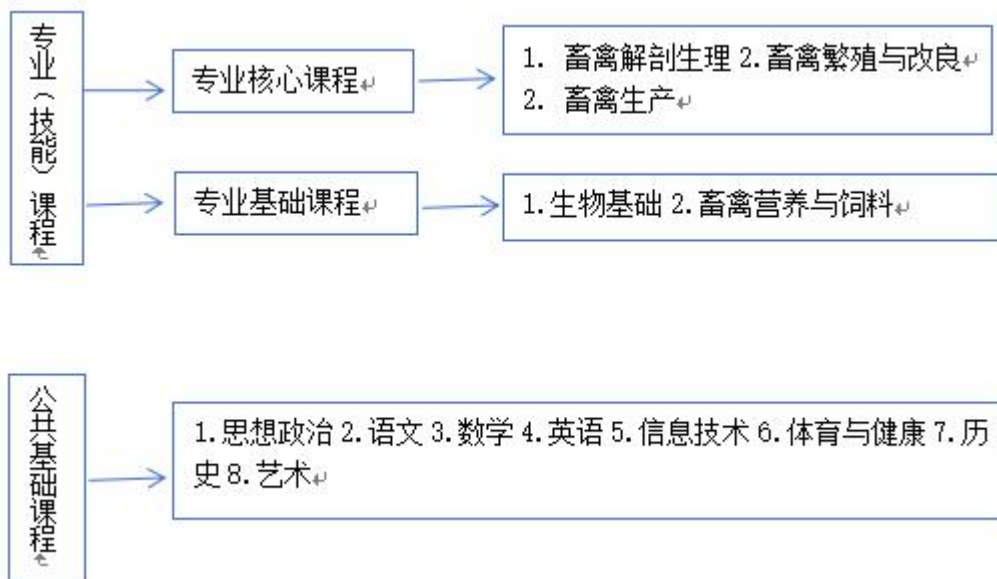 专业（技能）课程
专业核心课程
1. 畜禽解剖生理 2.畜禽繁殖与改良
2. 畜禽生产
专业基础课程
1.生物基础 2.畜禽营养与饲料
公共基础课程
1.思想政治 2.语文 3.数学 4.英语 5.信息技术 6.体育与健康 7.历
史 8.艺术